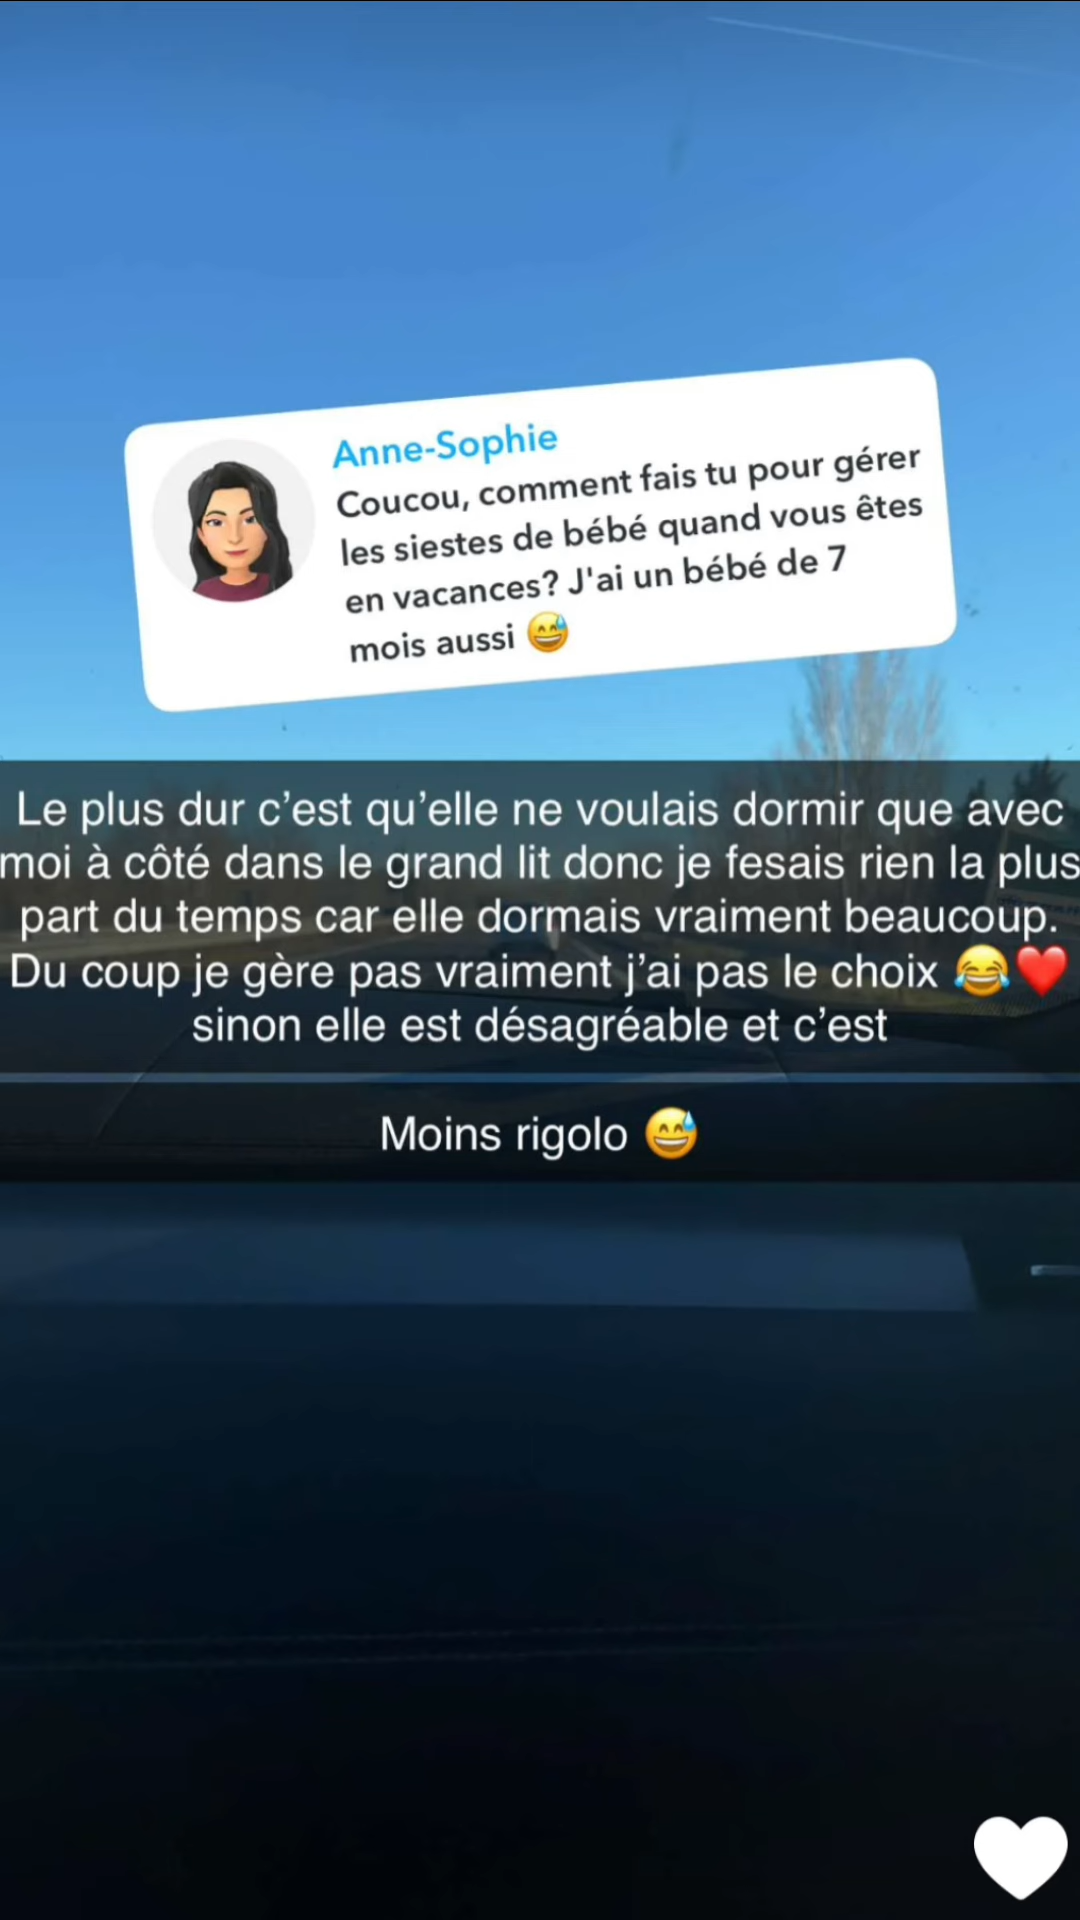 Anne-Sophie
Coucou, comment fais tu pour gérer
les siestes de bébé quand vous êtes
en vacances? J'ai un bébé de 7
mois aussi 😅
Le plus dur c’est qu’elle ne voulais dormir que avec
moi à côté dans le grand lit donc je fesais rien la plus
part du temps car elle dormais vraiment beaucoup.
Du coup je gère pas vraiment j’ai pas le choix 😂❤️
sinon elle est désagréable et c’est
Moins rigolo 😅